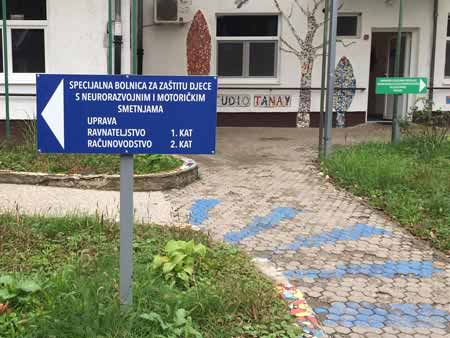 SPECIJALNA BOLNICA ZA ZAŠTITU DJECE
S NEURORAZVOJNIM I MOTORIČKIM
SMETNJAMA
UPRAVA
RAVNATELJSTVO 1. KAT
RAČUNOVODSTVO 2. KAT
TUDIO TANAY